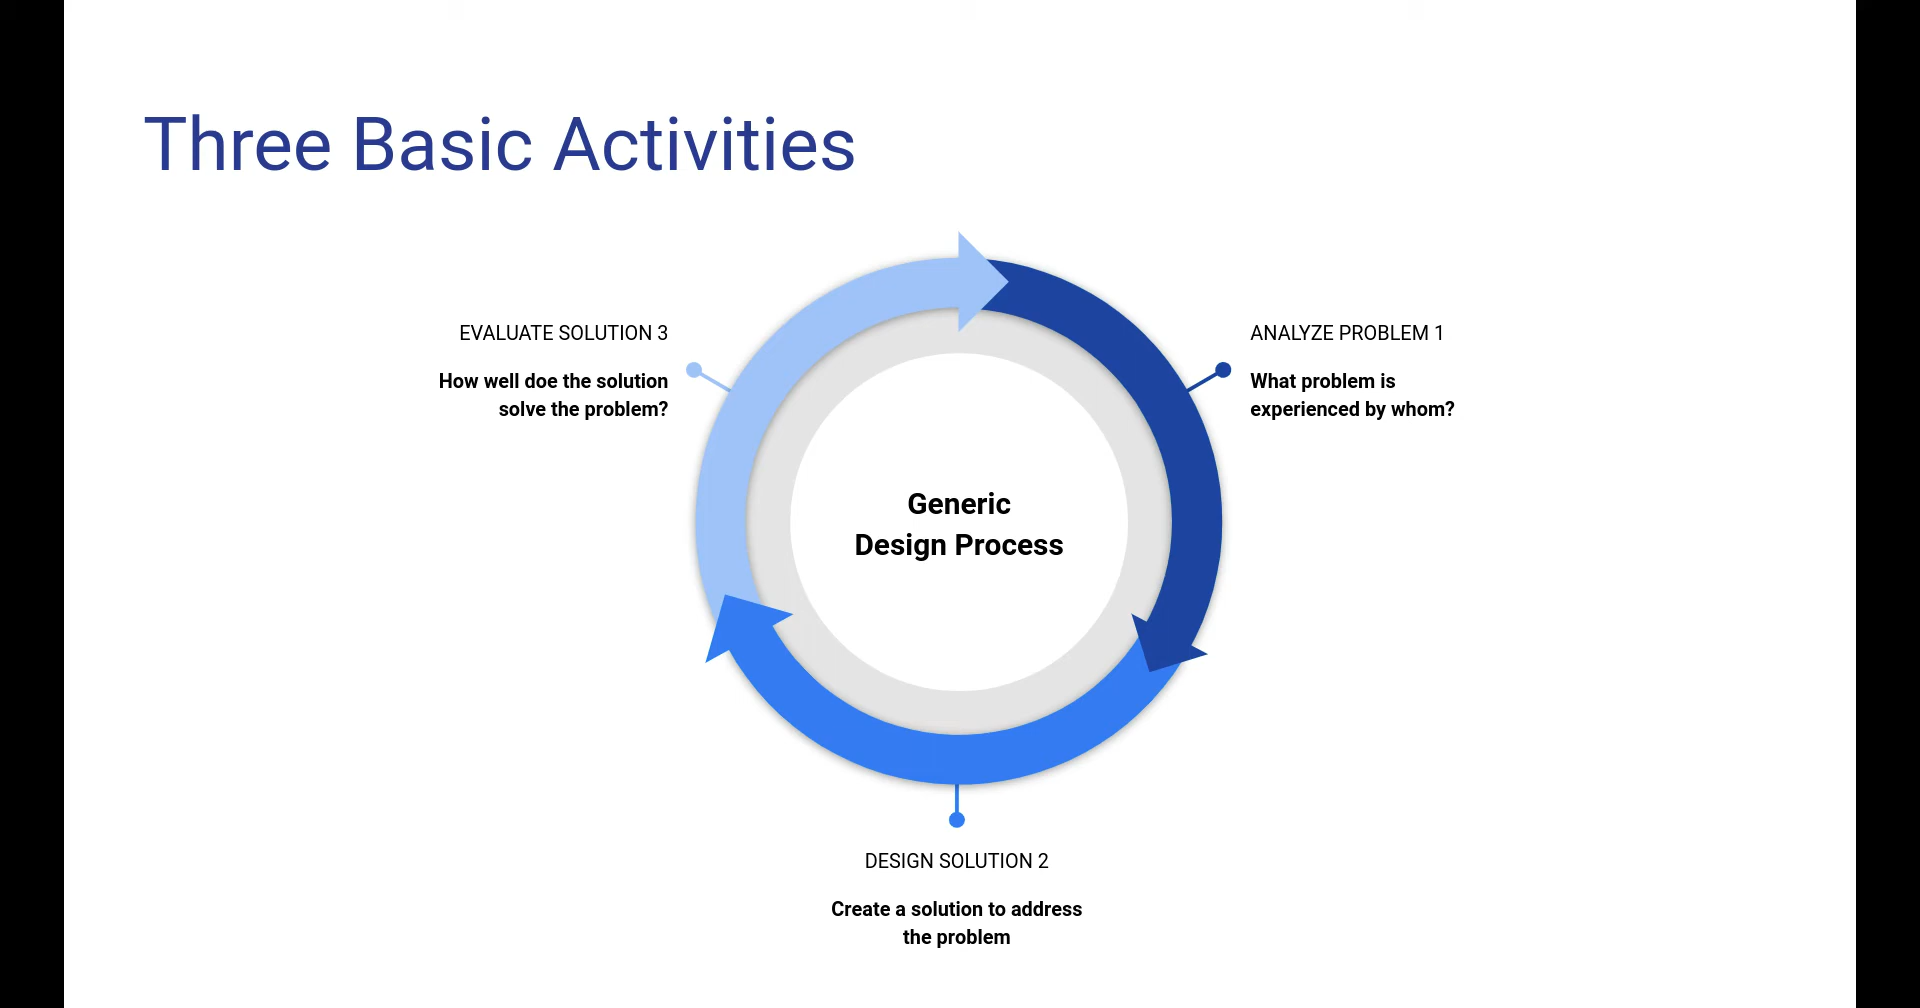 Three Basic Activities
EVALUATE SOLUTION 3
How well doe the solution
solve the problem?
ANALYZE PROBLEM 1
What problem is
experienced by whom?
Generic
Design Process
DESIGN SOLUTION 2
Create a solution to address
the problem